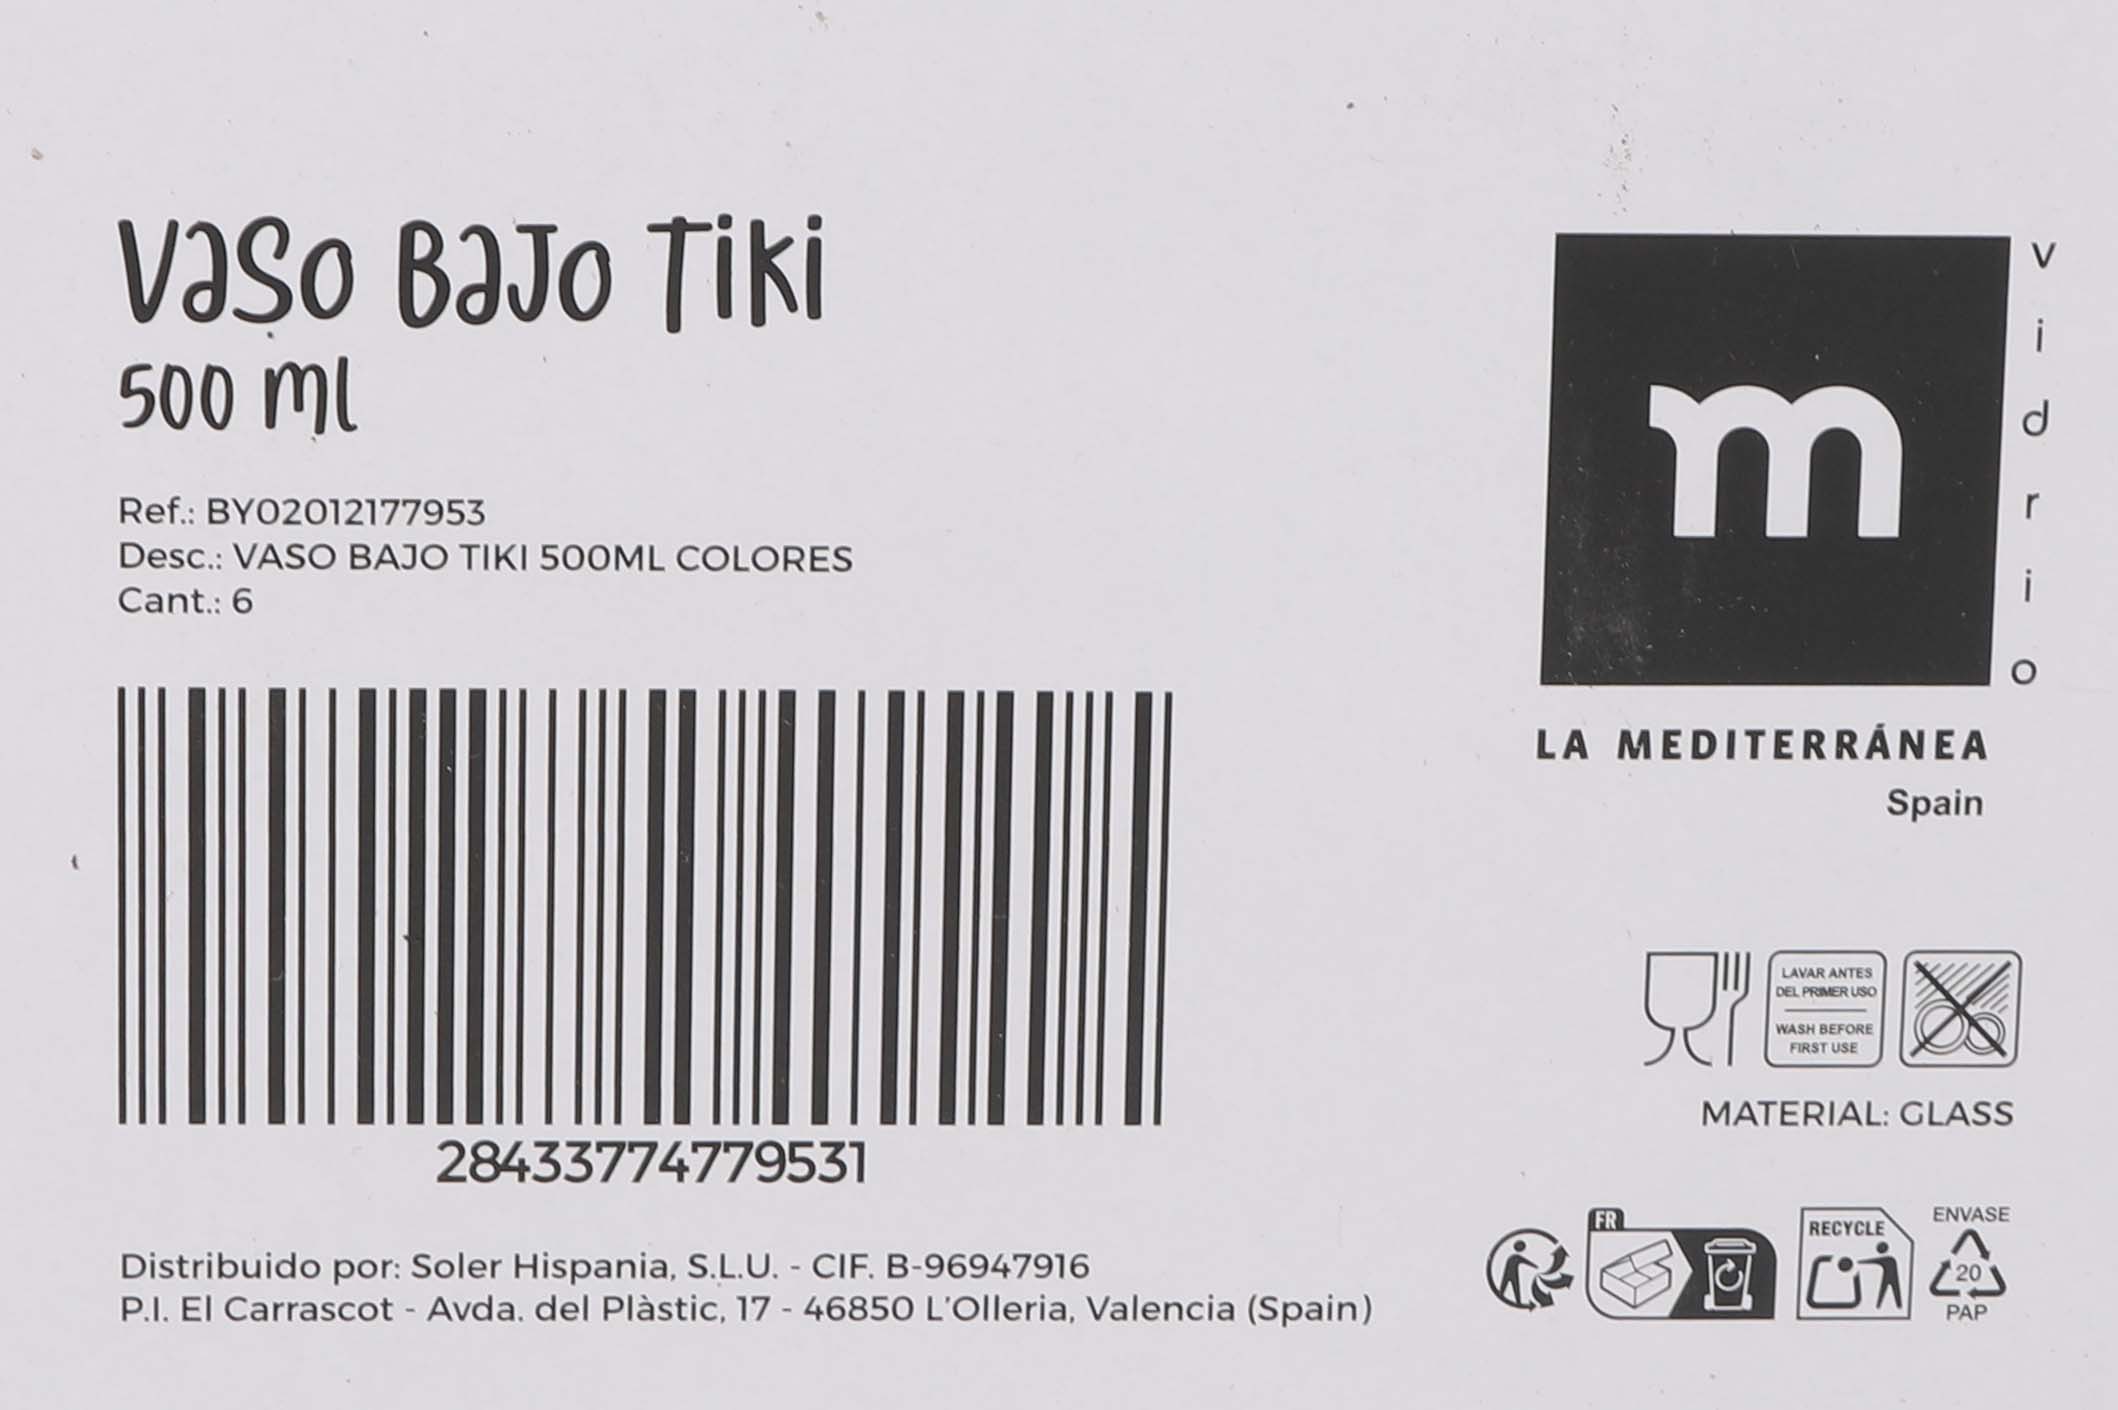 Vaso Bajo Tiki
500 ml
Ref.: BY02012177953
Desc.: VASO BAJO TIKI 500ML COLORES
Cant.: 6
28433774779531
Distribuido por: Soler Hispania, S.L.U. - CIF. B-96947916
P.I. El Carrascot - Avda. del Plàstic, 17 - 46850 L'Olleria, Valencia (Spain)
m
vidrio
LA MEDITERRÁNEA
Spain
LAVAR ANTES
DEL PRIMER USO
WASH BEFORE
FIRST USE
MATERIAL: GLASS
FR
RECYCLE
ENVASE
20
PAP